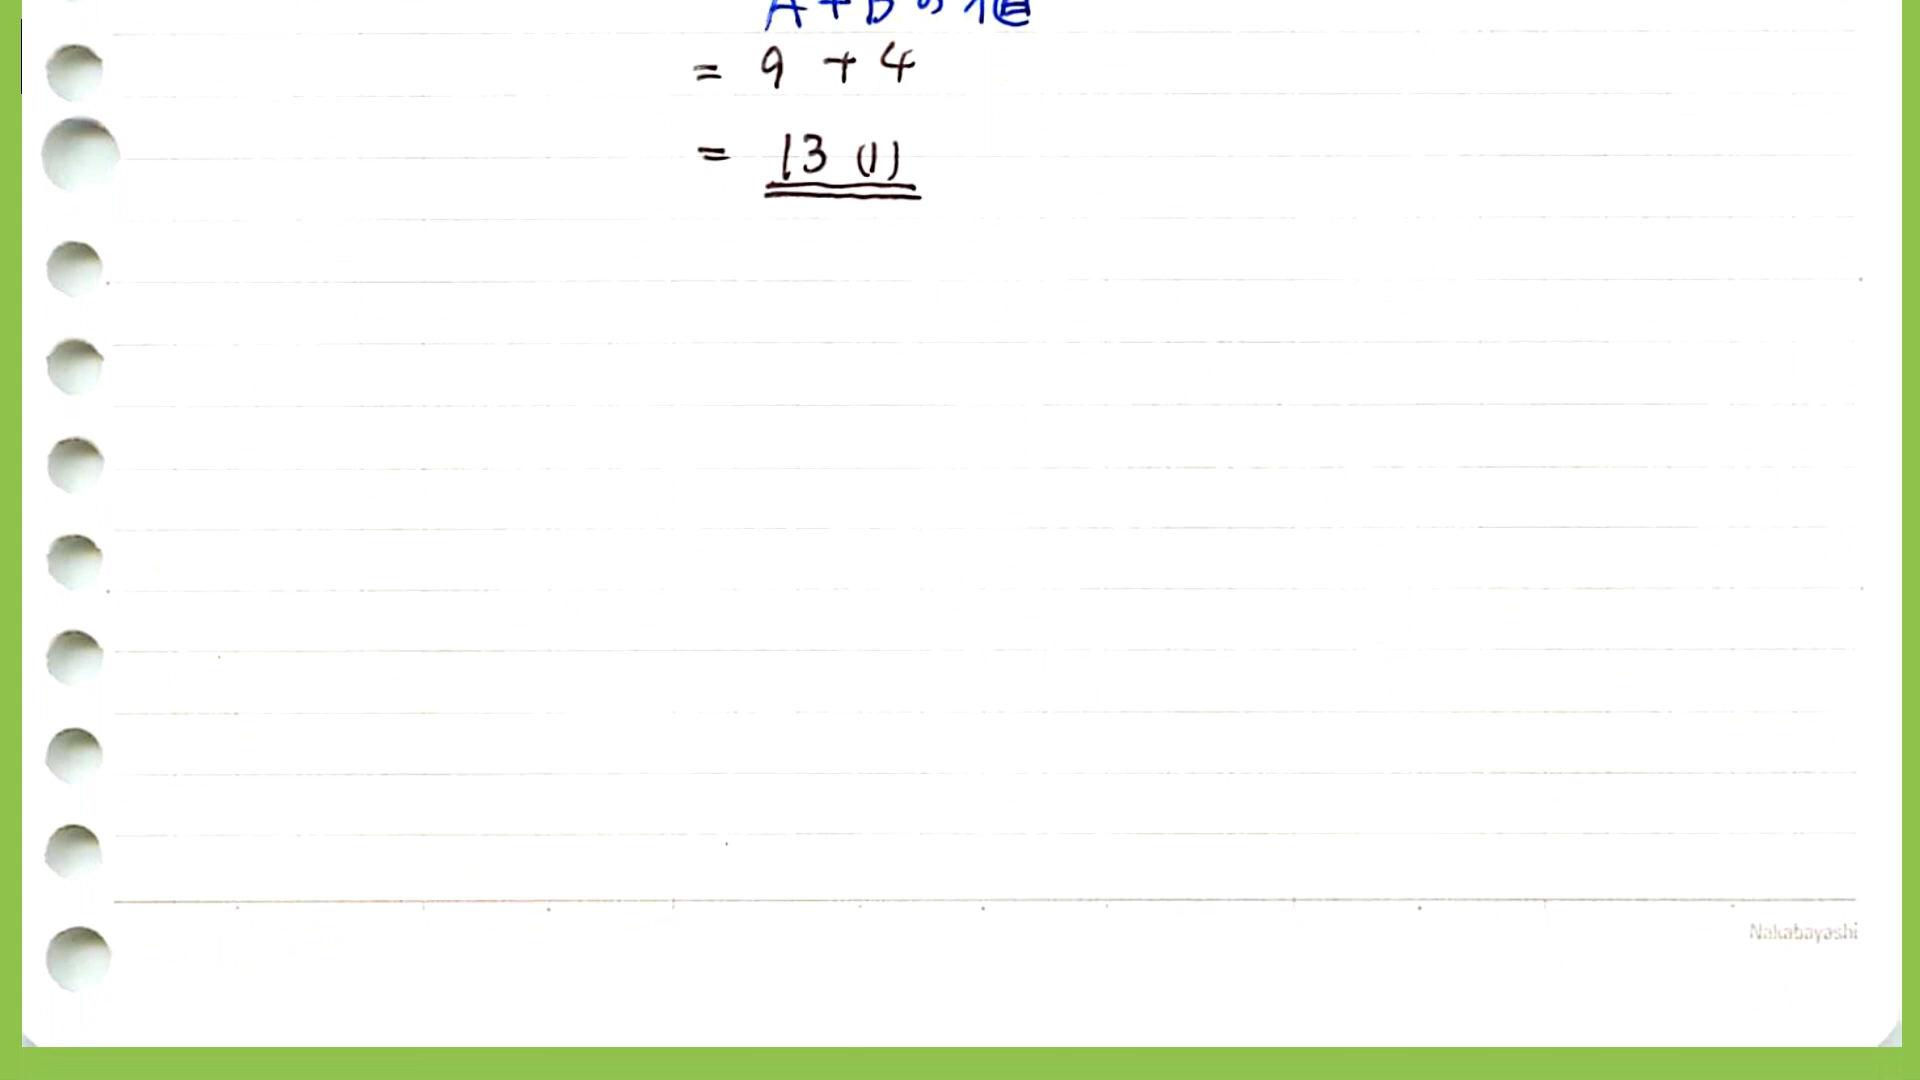 A+Bの値
= 9 + 4
= 13 (1)
Nakabayashi